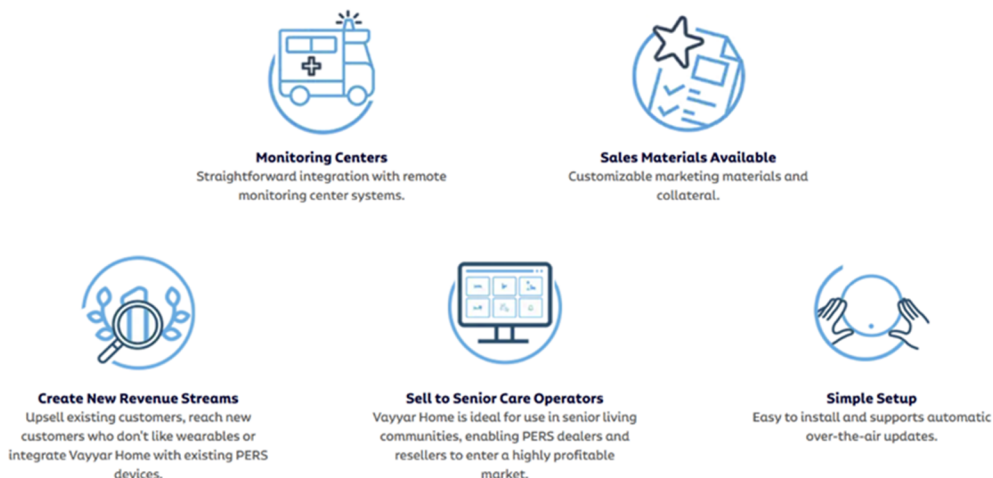 Monitoring Centers
Straightforward integration with remote
monitoring center systems.
Sales Materials Available
Customizable marketing materials and
collateral.
Create New Revenue Streams
Upsell existing customers, reach new
customers who don't like wearables or
integrate Vayyar Home with existing PERS
devices.
Sell to Senior Care Operators
Vayyar Home is ideal for use in senior living
communities, enabling PERS dealers and
resellers to enter a highly profitable
market.
Simple Setup
Easy to install and supports automatic
over-the-air updates.